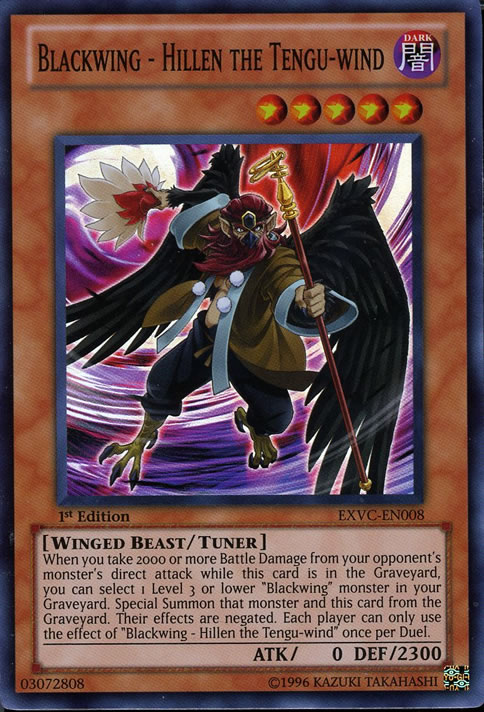 Blackwing - Hillen the Tengu-wind
DARK
闇
1st Edition
EXVC-EN008
[Winged Beast/Tuner]
When you take 2000 or more Battle Damage from your opponent's
monster's direct attack while this card is in the Graveyard,
you can select 1 Level 3 or lower "Blackwing" monster in your
Graveyard. Special Summon that monster and this card from the
Graveyard. Their effects are negated. Each player can only use
the effect of "Blackwing - Hillen the Tengu-wind" once per Duel.
ATK/ 0 DEF/2300
03072808
©1996 KAZUKI TAKAHASHI